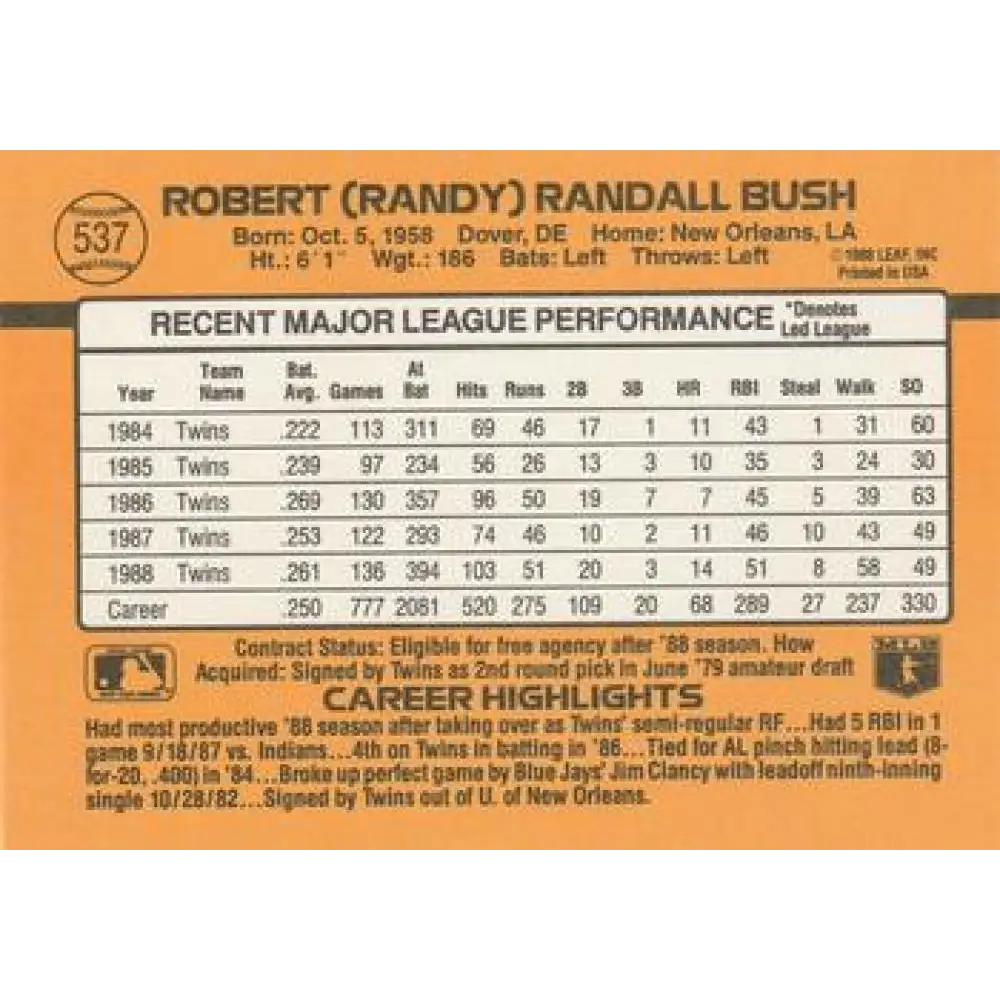 537
ROBERT (RANDY) RANDALL BUSH
Born: Oct. 5, 1958 Dover, DE Home: New Orleans, LA
Ht.: 6'1" Wgt.: 186 Bats: Left Throws: Left
© 1988 LEAF, INC
Printed in USA
RECENT MAJOR LEAGUE PERFORMANCE *Denotes Led League
Year Team Name Bat. Avg. Games At Bat Hits Runs 2B 3B HR RBI Steal Walk SO
1984 Twins .222 113 311 69 46 17 1 11 43 1 31 60
1985 Twins .239 97 234 56 26 13 3 10 35 3 24 30
1986 Twins .269 130 357 96 50 19 7 7 45 5 39 63
1987 Twins .253 122 293 74 46 10 2 11 46 10 43 49
1988 Twins .261 136 394 103 51 20 3 14 51 8 58 49
Career .250 777 2081 520 275 109 20 68 289 27 237 330
Contract Status: Eligible for free agency after '88 season. How
Acquired: Signed by Twins as 2nd round pick in June '79 amateur draft
CAREER HIGHLIGHTS
Had most productive '88 season after taking over as Twins' semi-regular RF...Had 5 RBI in 1
game 9/18/87 vs. Indians...4th on Twins in batting in '86...Tied for AL pinch hitting lead (8-
for-20, .400) in '84...Broke up perfect game by Blue Jays' Jim Clancy with leadoff ninth-inning
single 10/28/82...Signed by Twins out of U. of New Orleans.